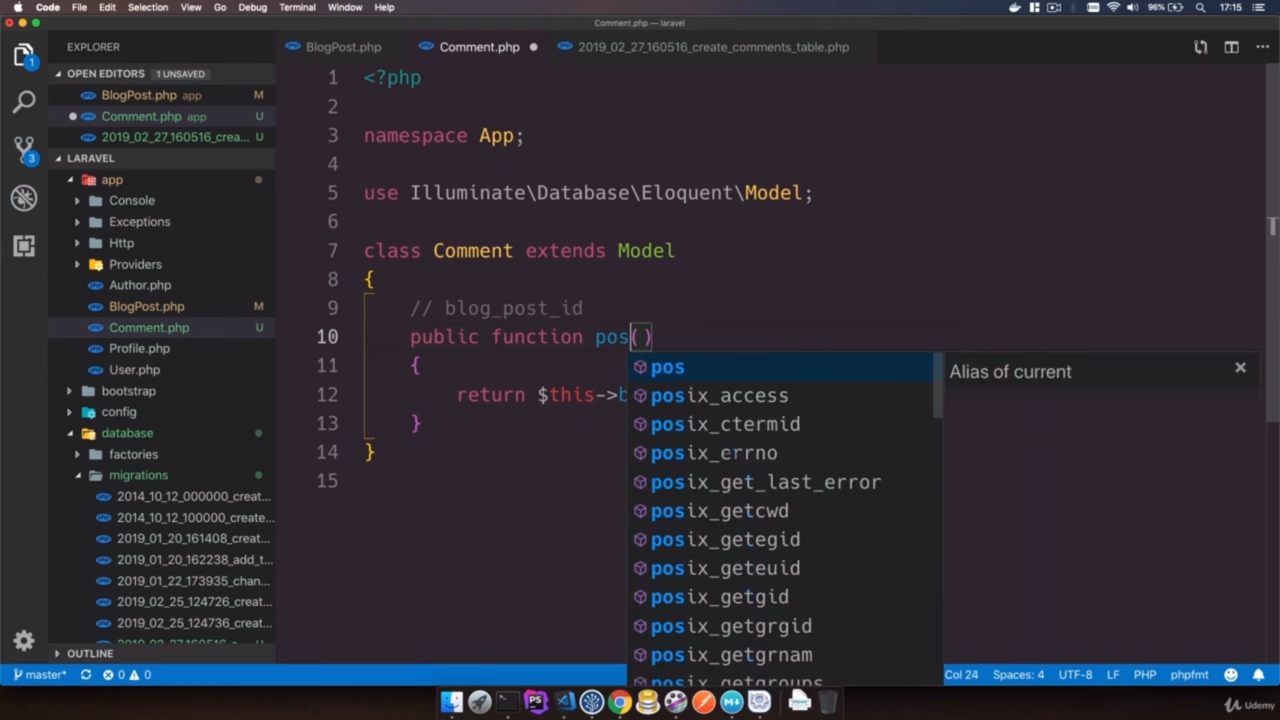 Code File Edit Selection View Go Debug Terminal Window Help 96% 17:15
Comment.php — laravel
EXPLORER
BlogPost.php Comment.php 2019_02_27_160516_create_comments_table.php
OPEN EDITORS 1 UNSAVED
BlogPost.php app M
Comment.php app U
2019_02_27_160516_crea... U
LARAVEL
app
Console
Exceptions
Http
Providers
Author.php
BlogPost.php M
Comment.php U
Profile.php
User.php
bootstrap
config
database
factories
migrations
2014_10_12_000000_creat...
2014_10_12_100000_create...
2019_01_20_161408_creat...
2019_01_20_162238_add_t...
2019_01_22_173935_chan...
2019_02_25_124726_creat...
2019_02_25_124736_creat...
OUTLINE
1 <?php
2
3 namespace App;
4
5 use Illuminate\Database\Eloquent\Model;
6
7 class Comment extends Model
8 {
9 // blog_post_id
10 public function pos()
11 {
12 return $this->b
13 }
14 }
15
pos
posix_access
posix_ctermid
posix_errno
posix_get_last_error
posix_getcwd
posix_getegid
posix_geteuid
posix_getgid
posix_getgrgid
posix_getgrnam
posix_getgroups
Alias of current
1
3
master* 0 0 Col 24 Spaces: 4 UTF-8 LF PHP phpfmt
PS
Udemy